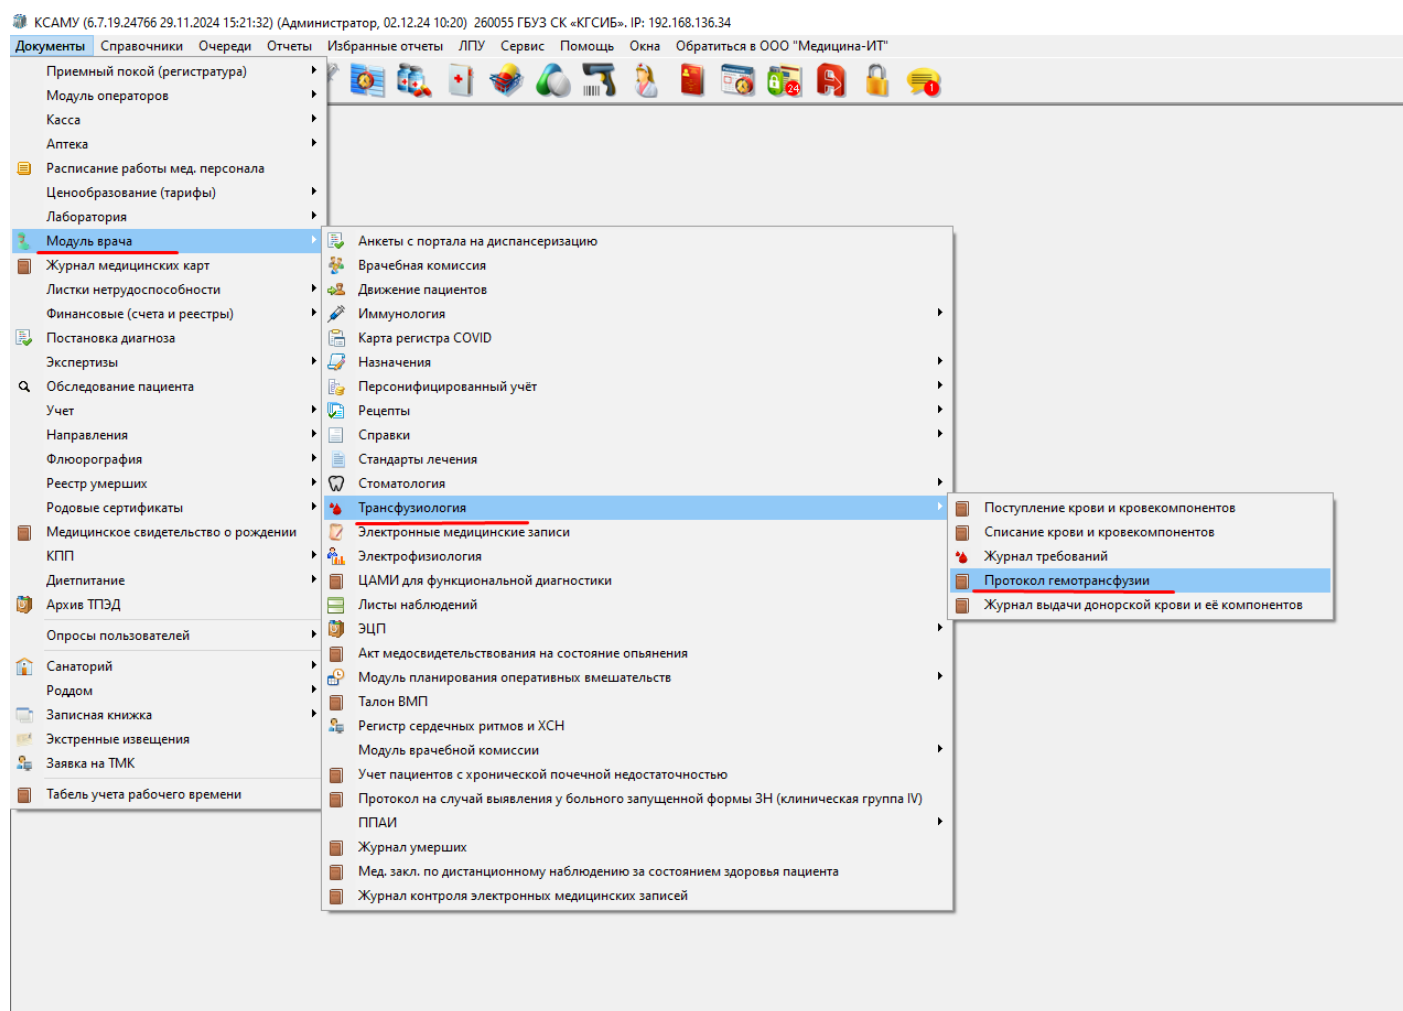 КСАМУ (6.7.19.24766 29.11.2024 15:21:32) (Администратор, 02.12.24 10:20) 260055 ГБУЗ СК «КГСИБ». IP: 192.168.136.34
Документы Справочники Очереди Отчеты Избранные отчеты ЛПУ Сервис Помощь Окна Обратиться в ООО "Медицина-ИТ"
24
1
Приемный покой (регистратура)
Модуль операторов
Касса
Аптека
Расписание работы мед. персонала
Ценообразование (тарифы)
Лаборатория
Модуль врача
Журнал медицинских карт
Листки нетрудоспособности
Финансовые (счета и реестры)
Постановка диагноза
Экспертизы
Обследование пациента
Учет
Направления
Флюорография
Реестр умерших
Родовые сертификаты
Медицинское свидетельство о рождении
КПП
Диетпитание
Архив ТПЭД
Опросы пользователей
Санаторий
Роддом
Записная книжка
Экстренные извещения
Заявка на ТМК
Табель учета рабочего времени
Анкеты с портала на диспансеризацию
Врачебная комиссия
Движение пациентов
Иммунология
Карта регистра COVID
Назначения
Персонифицированный учёт
Рецепты
Справки
Стандарты лечения
Стоматология
Трансфузиология
Электронные медицинские записи
Электрофизиология
ЦАМИ для функциональной диагностики
Листы наблюдений
ЭЦП
Акт медосвидетельствования на состояние опьянения
Модуль планирования оперативных вмешательств
Талон ВМП
Регистр сердечных ритмов и ХСН
Модуль врачебной комиссии
Учет пациентов с хронической почечной недостаточностью
Протокол на случай выявления у больного запущенной формы ЗН (клиническая группа IV)
ППАИ
Журнал умерших
Мед. закл. по дистанционному наблюдению за состоянием здоровья пациента
Журнал контроля электронных медицинских записей
Поступление крови и кровекомпонентов
Списание крови и кровекомпонентов
Журнал требований
Протокол гемотрансфузии
Журнал выдачи донорской крови и её компонентов